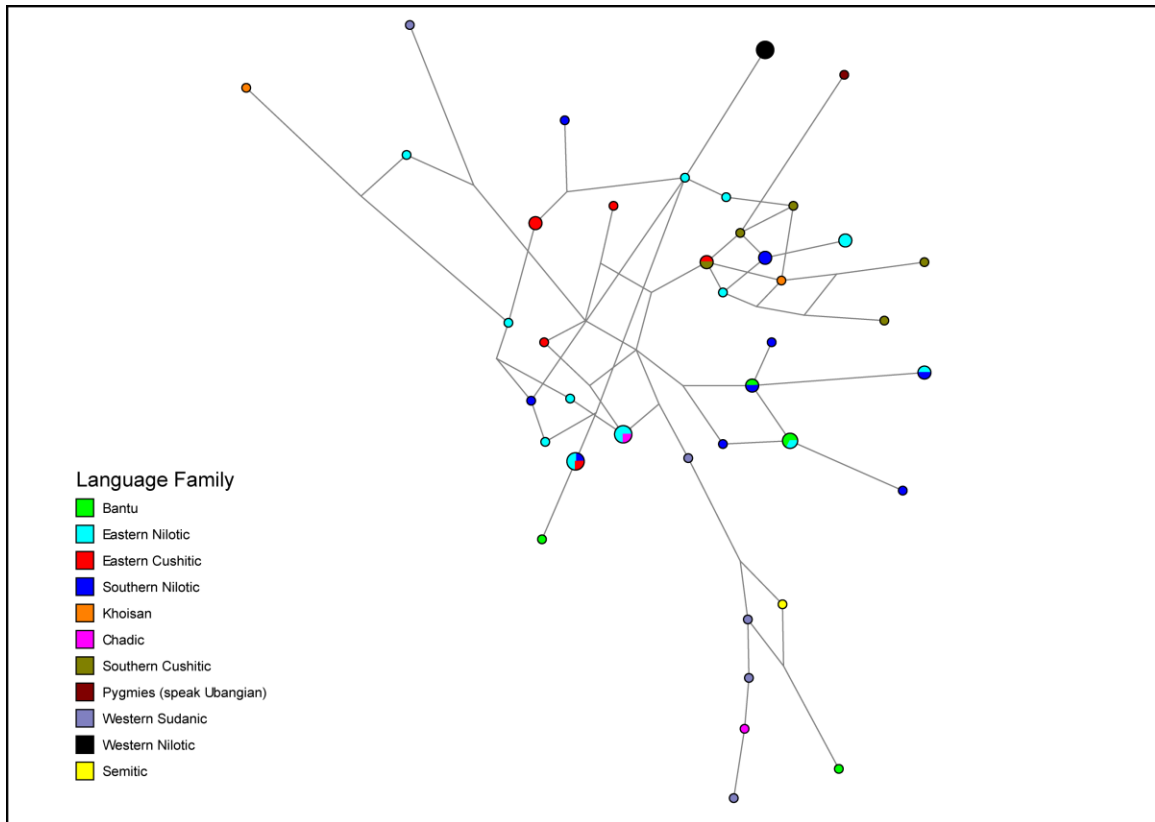 Language Family
Bantu
Eastern Nilotic
Eastern Cushitic
Southern Nilotic
Khoisan
Chadic
Southern Cushitic
Pygmies (speak Ubangian)
Western Sudanic
Western Nilotic
Semitic